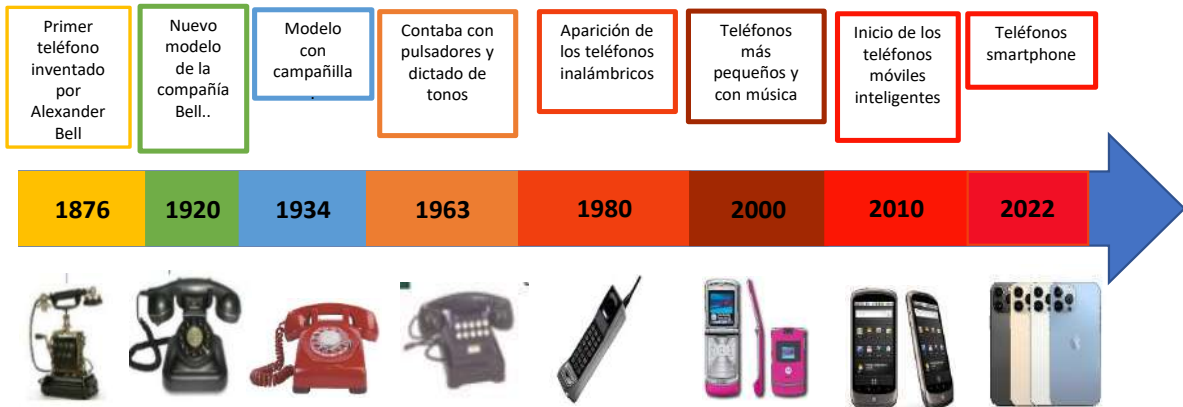 Primer
teléfono
inventado
por
Alexander
Bell
Nuevo
modelo
de la
compañía
Bell..
Modelo
con
campañilla
.
Contaba con
pulsadores y
dictado de
tonos
Aparición de
los teléfonos
inalámbricos
Teléfonos
más
pequeños y
con música
Inicio de los
teléfonos
móviles
inteligentes
Teléfonos
smartphone
1876
1920
1934
1963
1980
2000
2010
2022